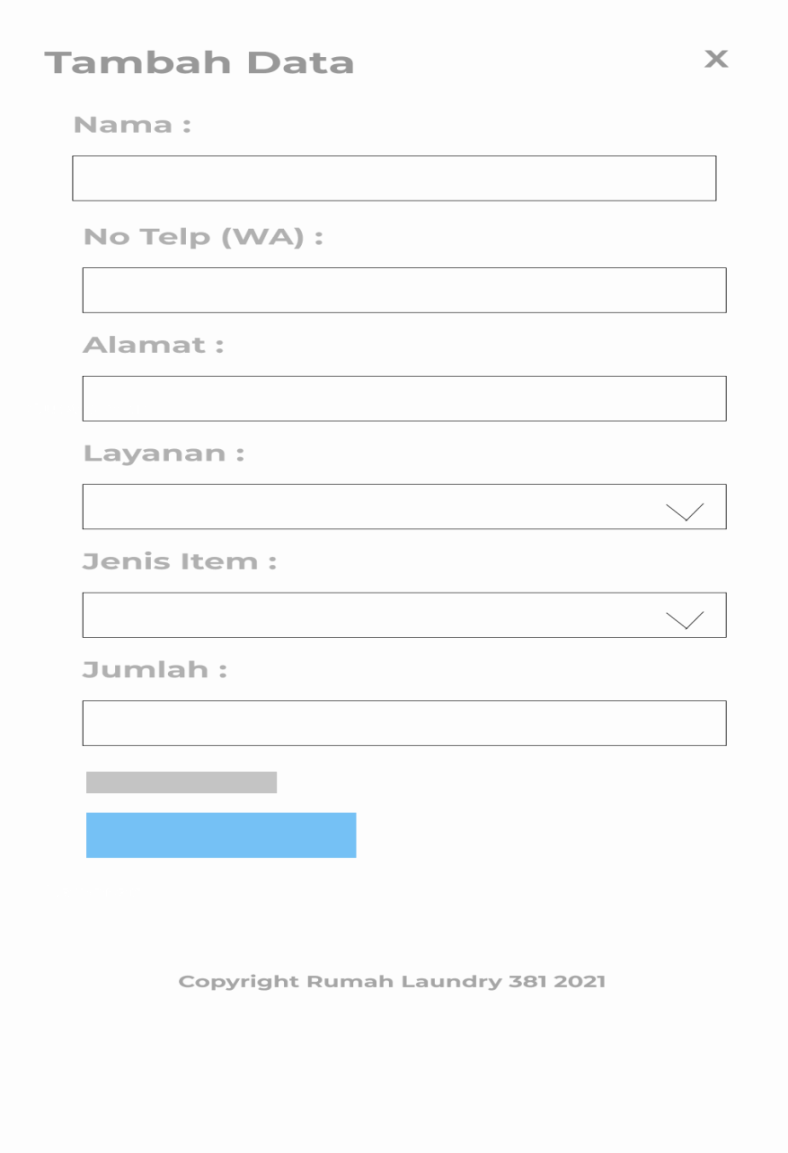 Tambah Data
X
Nama :
No Telp (WA) :
Alamat :
Layanan :
Jenis Item :
Jumlah :
Copyright Rumah Laundry 381 2021